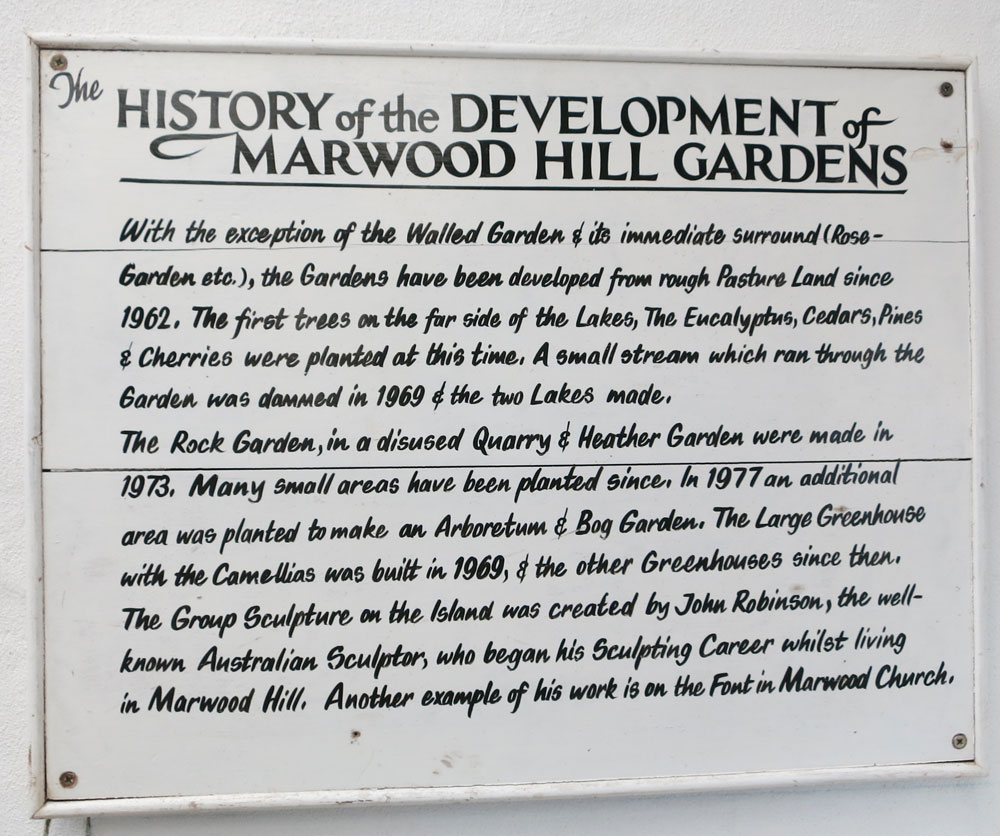 The HISTORY of the DEVELOPMENT of
MARWOOD HILL GARDENS
With the exception of the Walled Garden & its immediate surround (Rose-
Garden etc.), the Gardens have been developed from rough Pasture Land since
1962. The first trees on the far side of the Lakes, The Eucalyptus, Cedars, Pines
& Cherries were planted at this time. A small stream which ran through the
Garden was dammed in 1969 & the two Lakes made.
The Rock Garden, in a disused Quarry & Heather Garden were made in
1973. Many small areas have been planted since. In 1977 an additional
area was planted to make an Arboretum & Bog Garden. The Large Greenhouse
with the Camellias was built in 1969, & the other Greenhouses since then.
The Group Sculpture on the Island was created by John Robinson, the well-
known Australian Sculptor, who began his Sculpting Career whilst living
in Marwood Hill. Another example of his work is on the Font in Marwood Church.